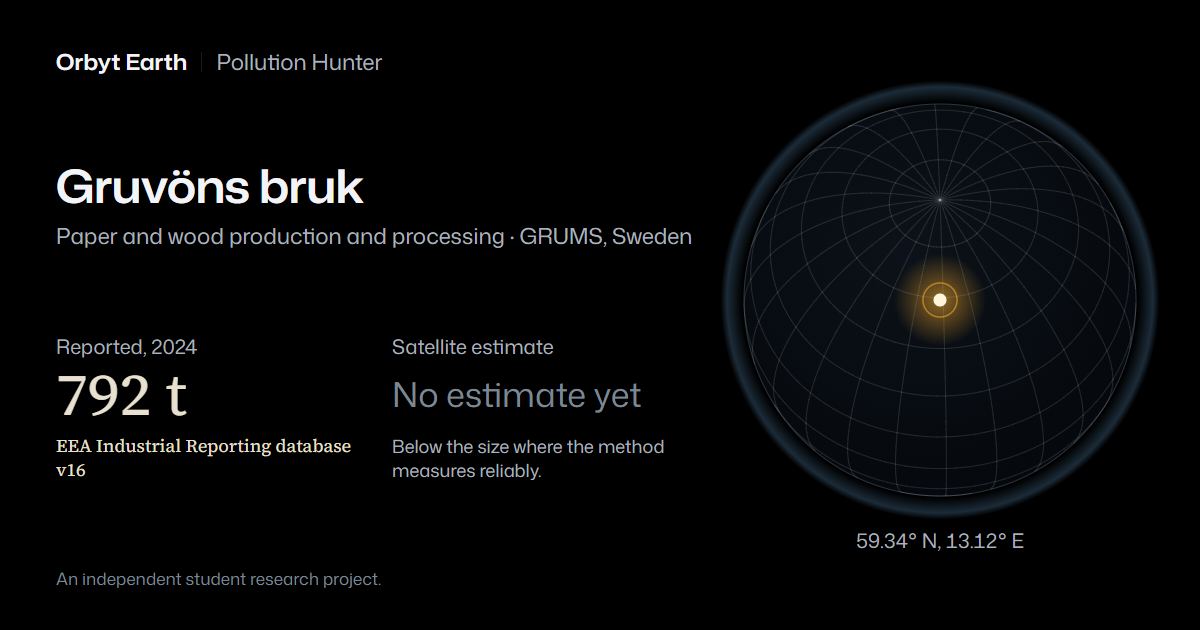 Orbyt Earth | Pollution Hunter
Gruvöns bruk
Paper and wood production and processing · GRUMS, Sweden
Reported, 2024
792 t
EEA Industrial Reporting database
v16
Satellite estimate
No estimate yet
Below the size where the method
measures reliably.
59.34° N, 13.12° E
An independent student research project.